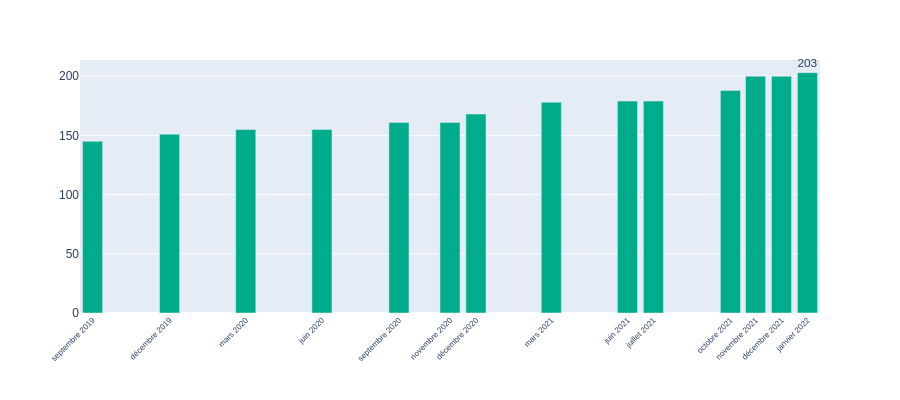 203
200
150
100
50
0
septembre 2019
décembre 2019
mars 2020
juin 2020
septembre 2020
novembre 2020
décembre 2020
mars 2021
juin 2021
juillet 2021
octobre 2021
novembre 2021
décembre 2021
janvier 2022